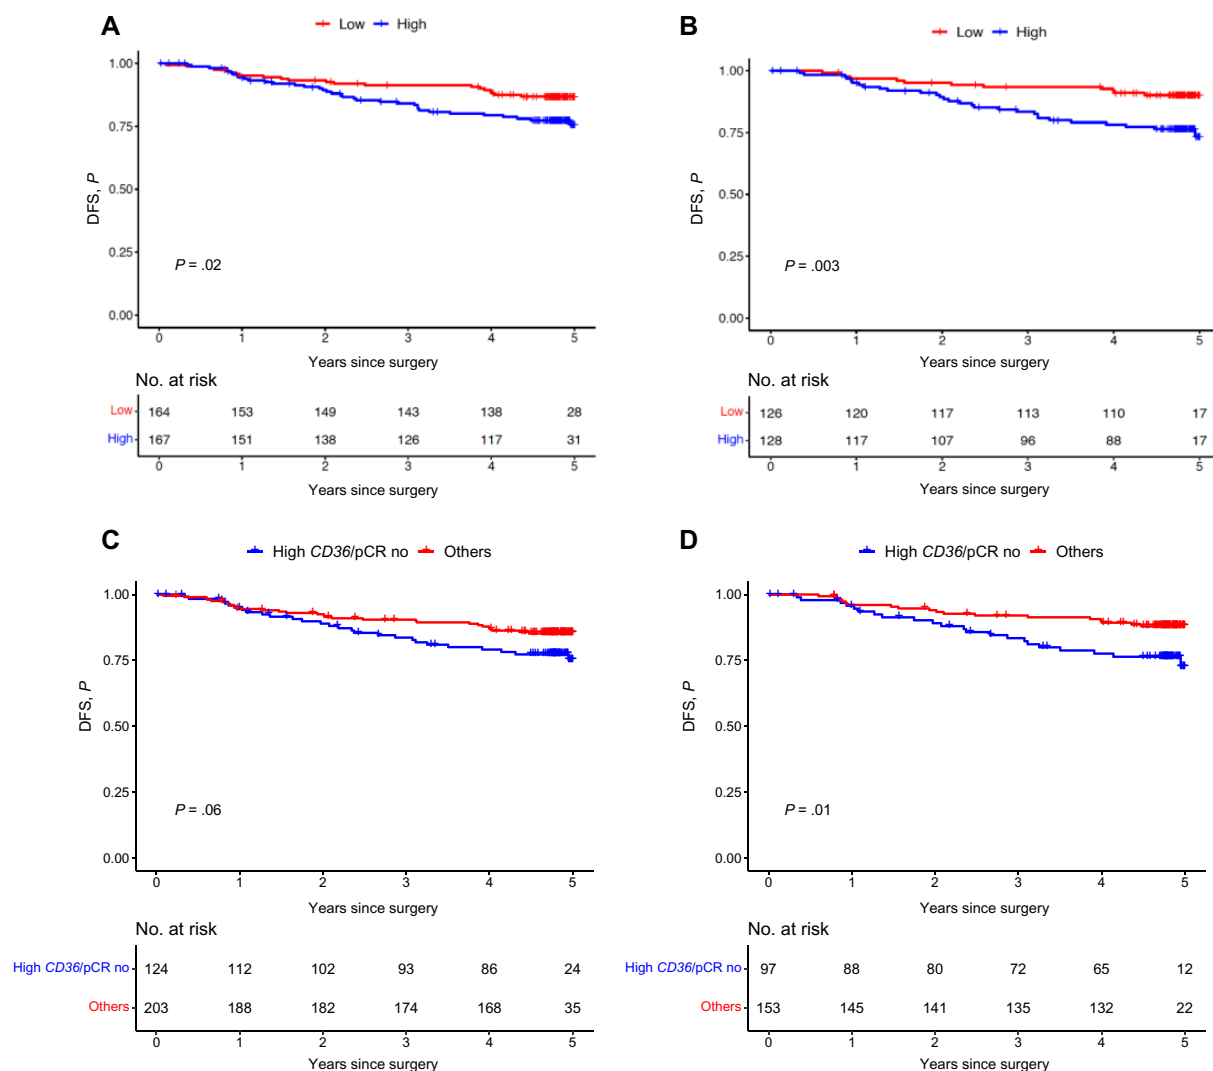 A
Low High
1.00
0.75
0.50
0.25
0.00
DFS, P
P = .02
0 1 2 3 4 5
Years since surgery
No. at risk
Low 164 153 149 143 138 28
High 167 151 138 126 117 31
0 1 2 3 4 5
Years since surgery
B
Low High
1.00
0.75
0.50
0.25
0.00
DFS, P
P = .003
0 1 2 3 4 5
Years since surgery
No. at risk
Low 126 120 117 113 110 17
High 128 117 107 96 88 17
0 1 2 3 4 5
Years since surgery
C
High CD36/pCR no Others
1.00
0.75
0.50
0.25
0.00
DFS, P
P = .06
0 1 2 3 4 5
Years since surgery
No. at risk
High CD36/pCR no 124 112 102 93 86 24
Others 203 188 182 174 168 35
0 1 2 3 4 5
Years since surgery
D
High CD36/pCR no Others
1.00
0.75
0.50
0.25
0.00
DFS, P
P = .01
0 1 2 3 4 5
Years since surgery
No. at risk
High CD36/pCR no 97 88 80 72 65 12
Others 153 145 141 135 132 22
0 1 2 3 4 5
Years since surgery